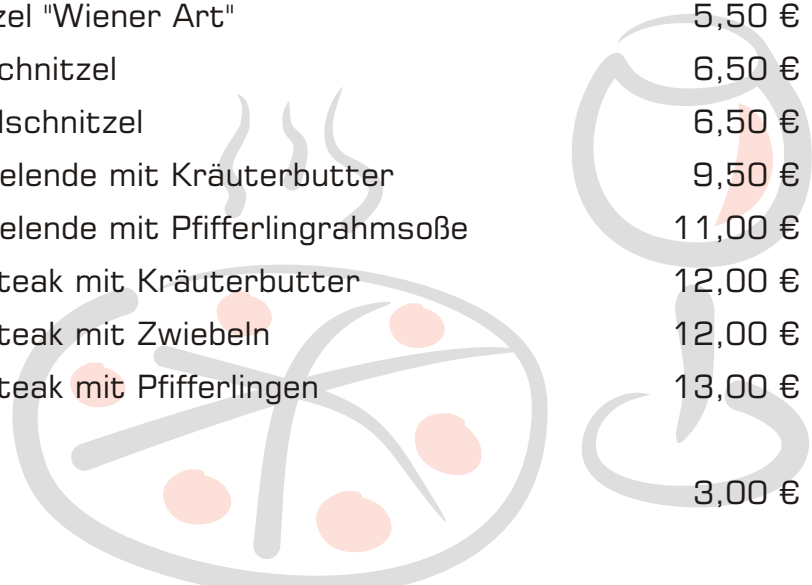 zel "Wiener Art" 5,50 €
chnitzel 6,50 €
lschnitzel 6,50 €
elende mit Kräuterbutter 9,50 €
elende mit Pfifferlingrahmsoße 11,00 €
teak mit Kräuterbutter 12,00 €
teak mit Zwiebeln 12,00 €
teak mit Pfifferlingen 13,00 €
3,00 €